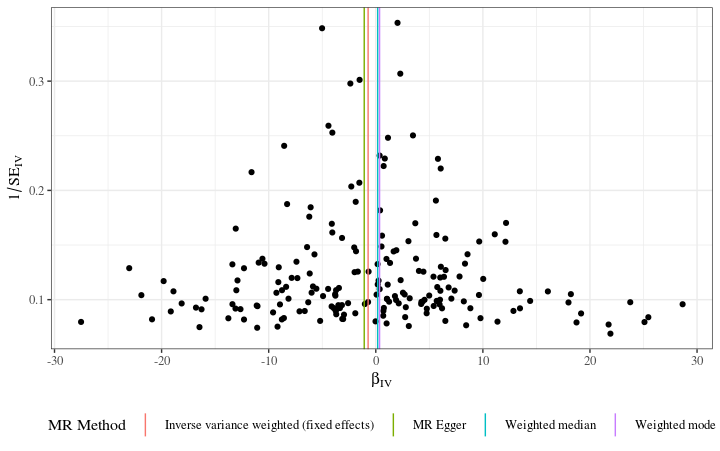 0.3
0.2
0.1
1/SE_IV
-30 -20 -10 0 10 20 30
β_IV
MR Method Inverse variance weighted (fixed effects) MR Egger Weighted median Weighted mode